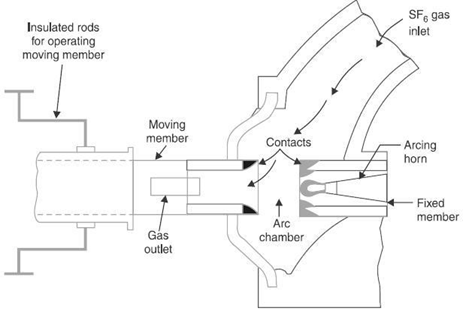 Insulated rods
for operating
moving member
SF6 gas
inlet
Moving
member
Contacts
Arcing
horn
Gas
outlet
Arc
chamber
Fixed
member